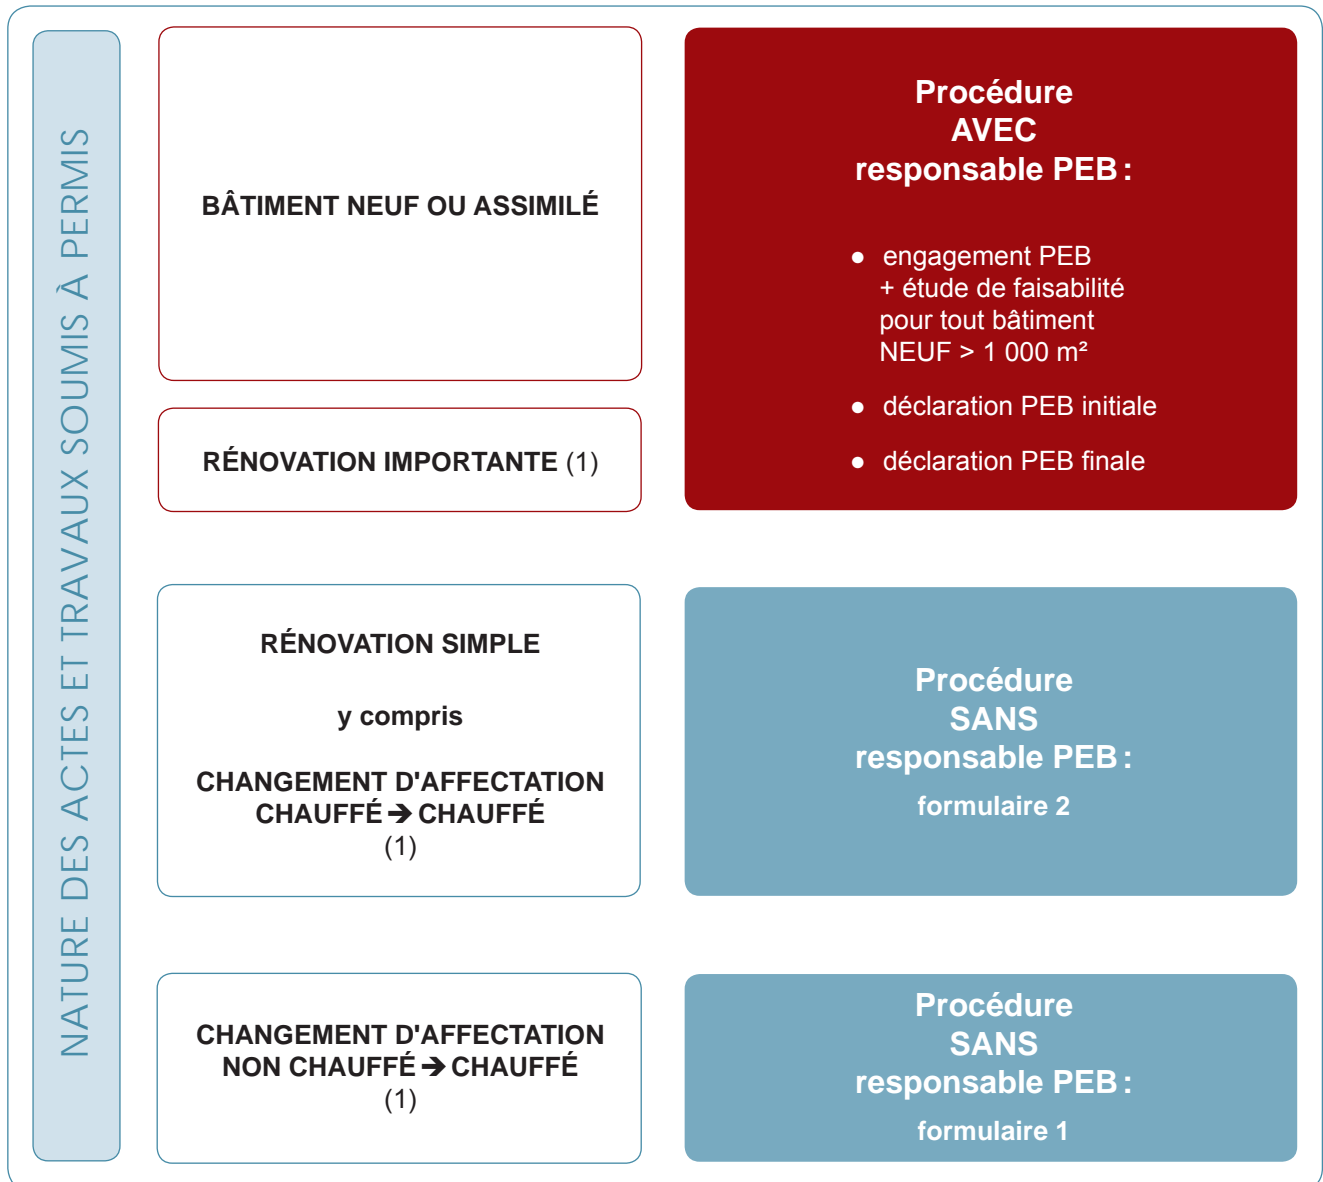 NATURE DES ACTES ET TRAVAUX SOUMIS À PERMIS
BÂTIMENT NEUF OU ASSIMILÉ
RÉNOVATION IMPORTANTE (1)
Procédure
AVEC
responsable PEB :
● engagement PEB
+ étude de faisabilité
pour tout bâtiment
NEUF > 1 000 m²
● déclaration PEB initiale
● déclaration PEB finale
RÉNOVATION SIMPLE
y compris
CHANGEMENT D'AFFECTATION
CHAUFFÉ ➔ CHAUFFÉ
(1)
Procédure
SANS
responsable PEB :
formulaire 2
CHANGEMENT D'AFFECTATION
NON CHAUFFÉ ➔ CHAUFFÉ
(1)
Procédure
SANS
responsable PEB :
formulaire 1